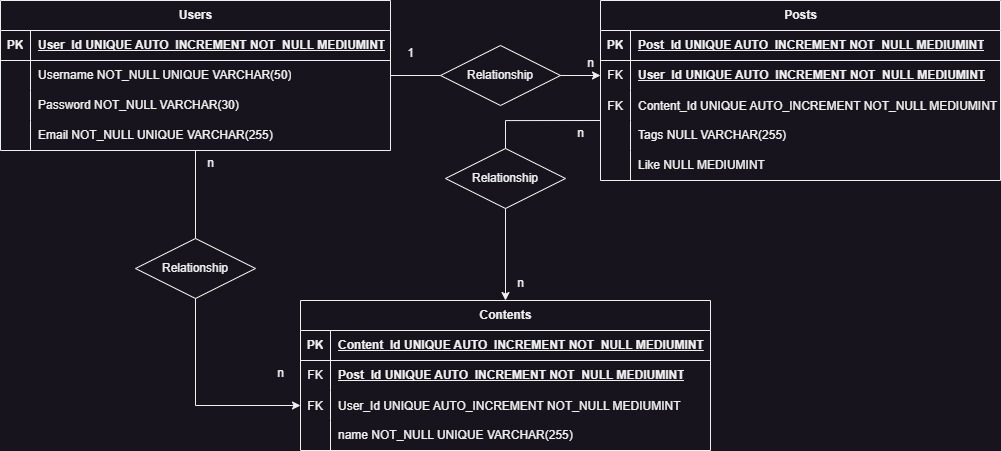 Users
PK User_Id UNIQUE AUTO_INCREMENT NOT_NULL MEDIUMINT
Username NOT_NULL UNIQUE VARCHAR(50)
Password NOT_NULL VARCHAR(30)
Email NOT_NULL UNIQUE VARCHAR(255)
1
Relationship
n
Posts
PK Post_Id UNIQUE AUTO_INCREMENT NOT_NULL MEDIUMINT
FK User_Id UNIQUE AUTO_INCREMENT NOT_NULL MEDIUMINT
FK Content_Id UNIQUE AUTO_INCREMENT NOT_NULL MEDIUMINT
Tags NULL VARCHAR(255)
Like NULL MEDIUMINT
n
Relationship
n
n
Relationship
n
Contents
PK Content_Id UNIQUE AUTO_INCREMENT NOT_NULL MEDIUMINT
FK Post_Id UNIQUE AUTO_INCREMENT NOT_NULL MEDIUMINT
FK User_Id UNIQUE AUTO_INCREMENT NOT_NULL MEDIUMINT
name NOT_NULL UNIQUE VARCHAR(255)